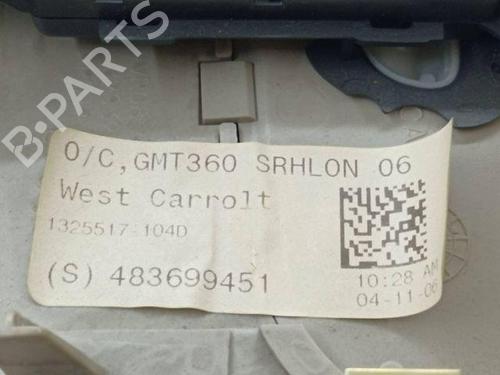 B-PARTS
O/C,GMT360 SRHLON 06
West Carrolt
1325517-104D
(S) 483699451
10:28 AM
04-11-06